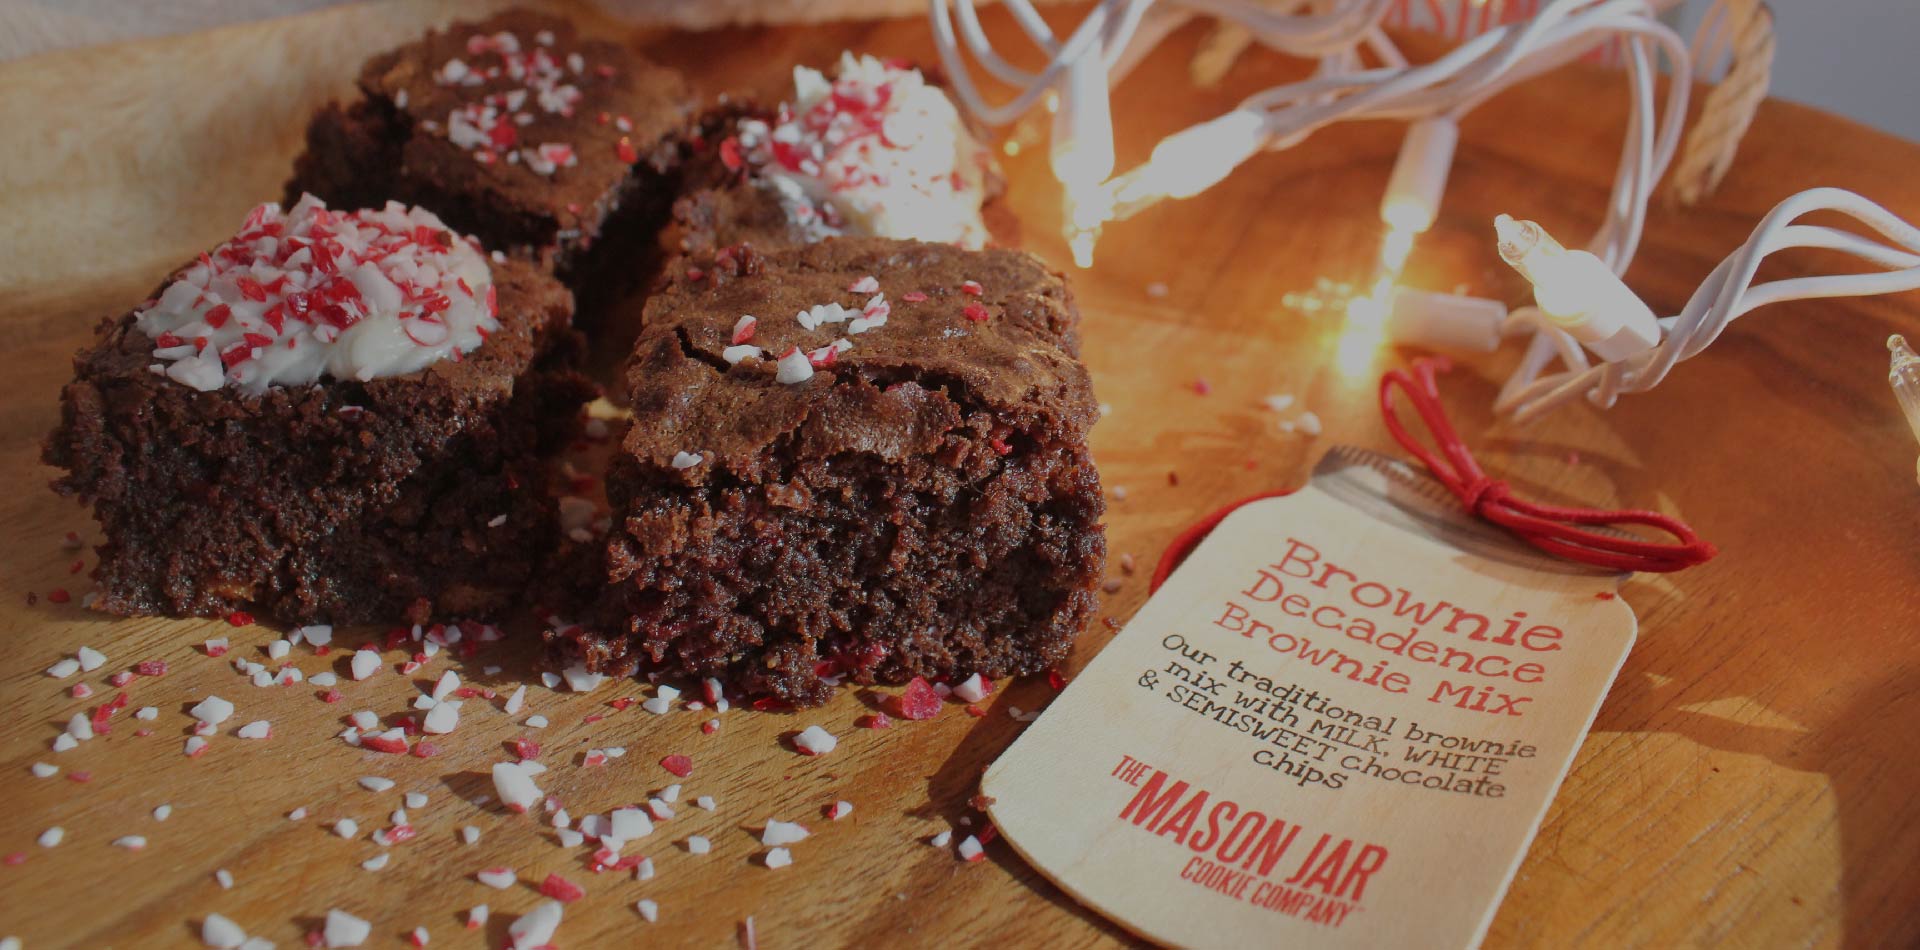 Brownie
Decadence
Brownie Mix
Our traditional brownie
mix with MILK, WHITE
& SEMISWEET chocolate
chips
THE
MASON JAR
COOKIE COMPANY